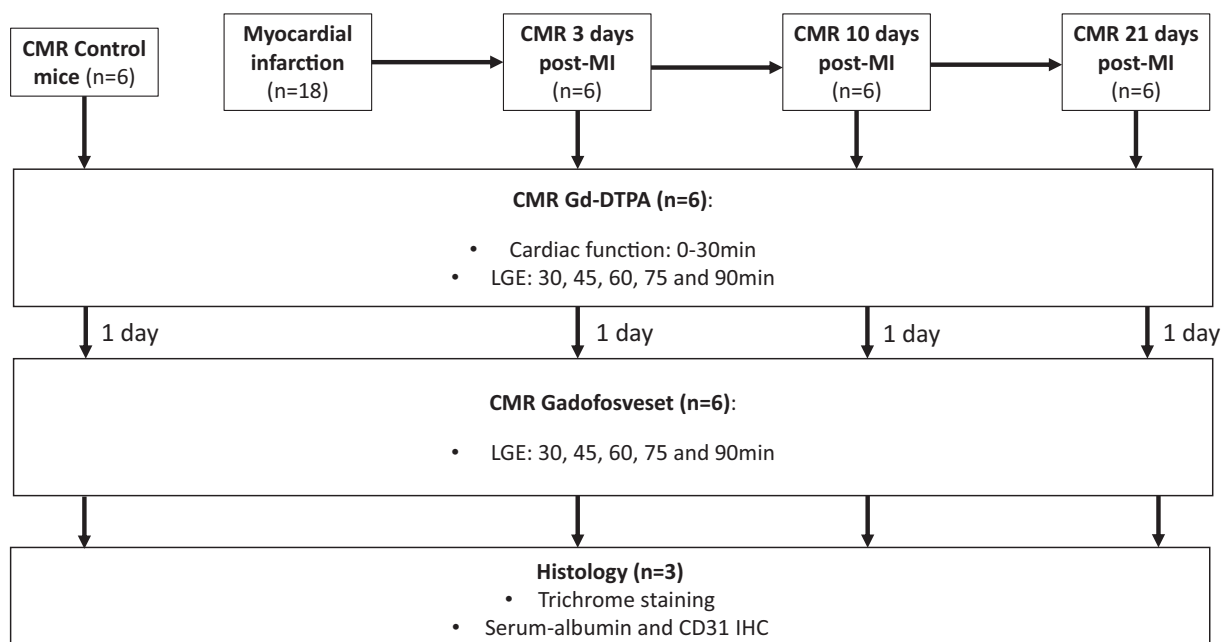 CMR Control
mice (n=6)
Myocardial
infarction
(n=18)
CMR 3 days
post-MI
(n=6)
CMR 10 days
post-MI
(n=6)
CMR 21 days
post-MI
(n=6)
CMR Gd-DTPA (n=6):
• Cardiac function: 0-30min
• LGE: 30, 45, 60, 75 and 90min
1 day
1 day
1 day
1 day
CMR Gadofosveset (n=6):
• LGE: 30, 45, 60, 75 and 90min
Histology (n=3)
• Trichrome staining
• Serum-albumin and CD31 IHC